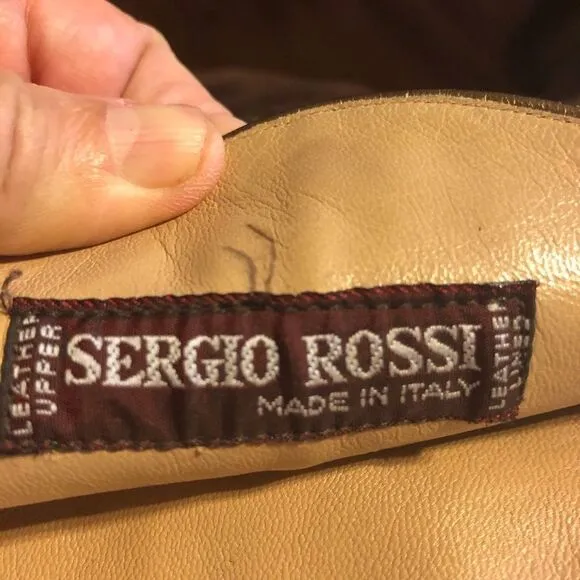 LEATHER
UPPER
SERGIO ROSSI
MADE IN ITALY
LEATHER
LINED